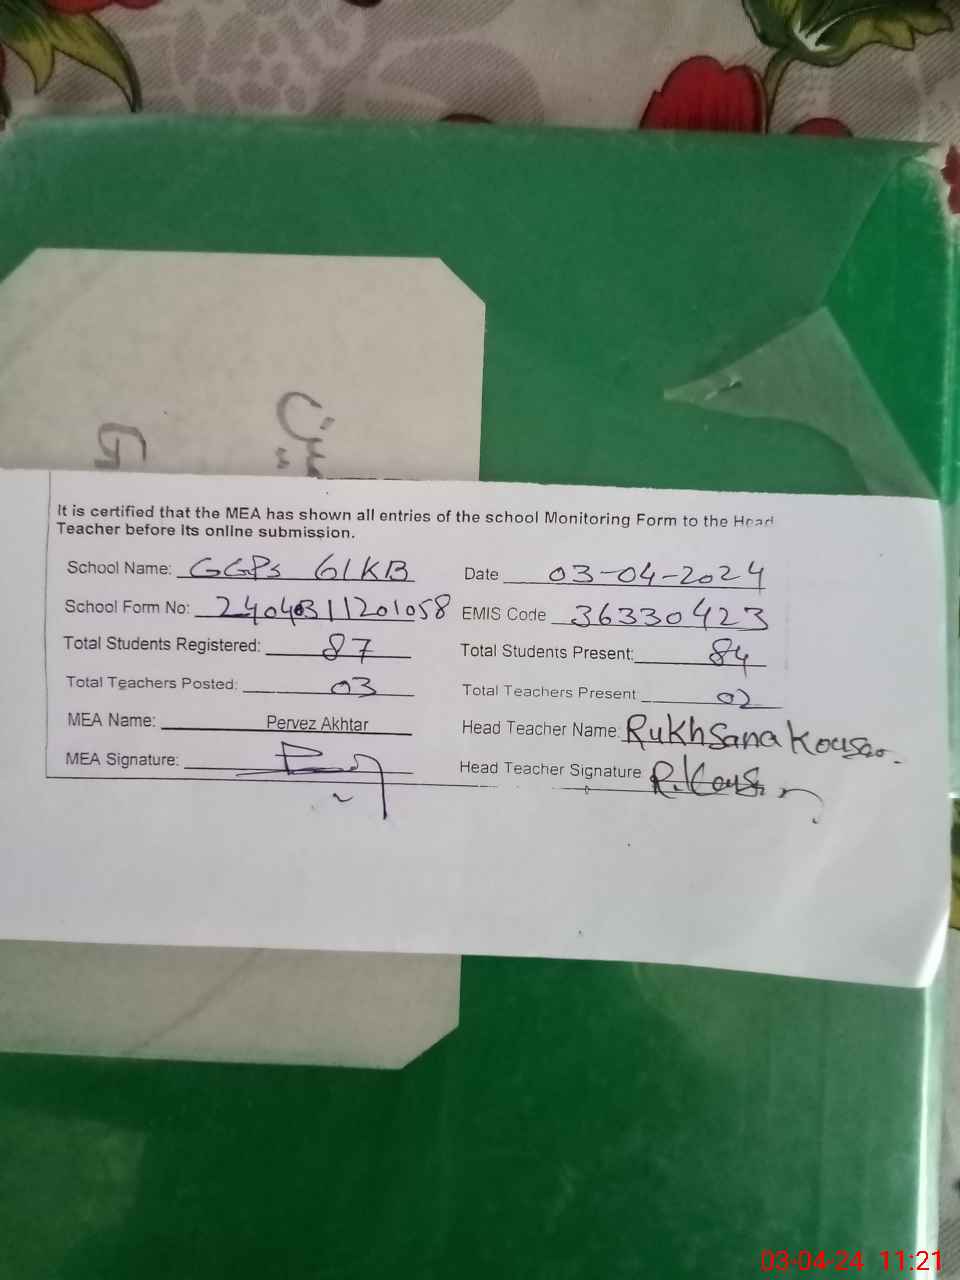 It is certified that the MEA has shown all entries of the school Monitoring Form to the Head
Teacher before its online submission.
School Name: GGPS 61KB Date 03-04-2024
School Form No: 24040311201058 EMIS Code 36330423
Total Students Registered: 87 Total Students Present: 84
Total Teachers Posted: 03 Total Teachers Present 02
MEA Name: Pervez Akhtar Head Teacher Name: Rukhsana Kousar
MEA Signature: Head Teacher Signature
03-04-24 11:21